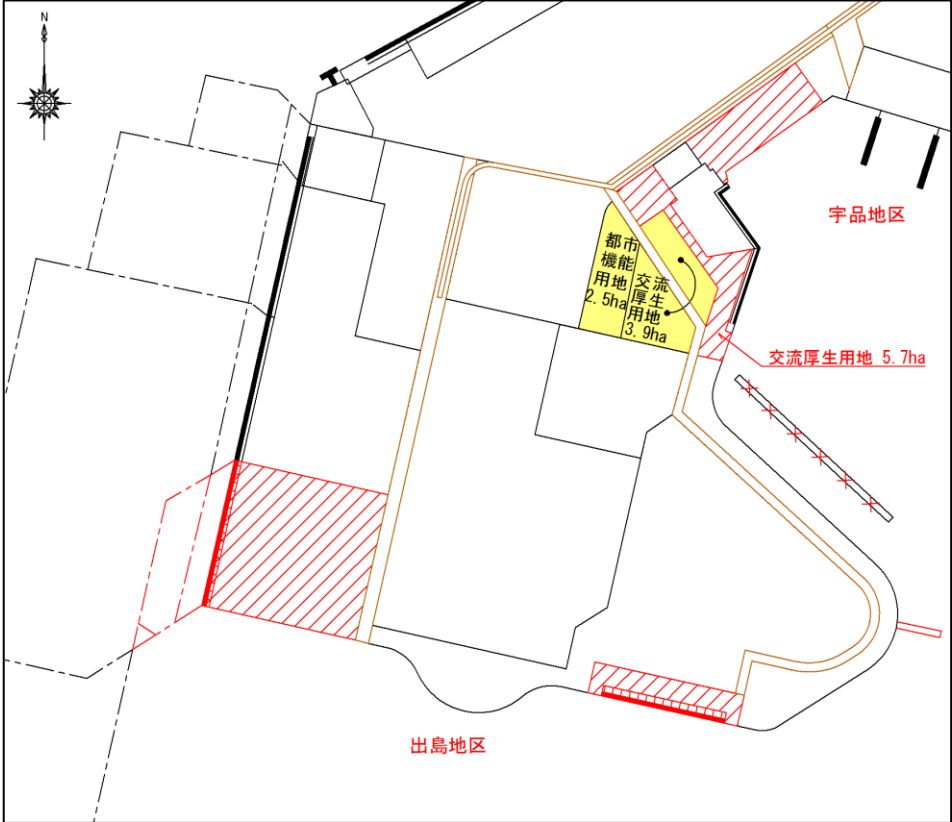 N
宇品地区
都市
機能
用地
2.5ha
交流
厚生
用地
3.9ha
交流厚生用地 5.7ha
出島地区